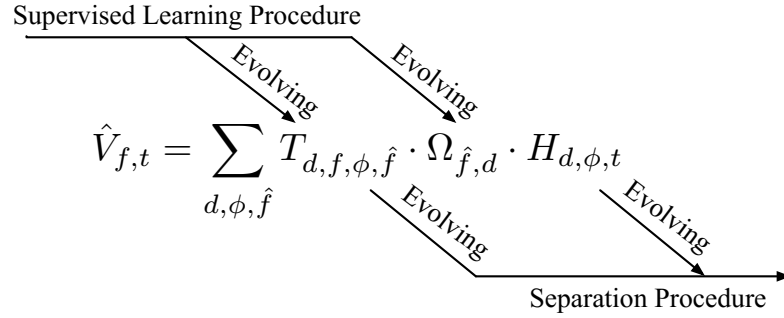 Supervised Learning Procedure
Evolving
Evolving
V̂_{f,t} = ∑_{d,ϕ,f̂} T_{d,f,ϕ,f̂} · Ω_{f̂,d} · H_{d,ϕ,t}
Evolving
Evolving
Separation Procedure